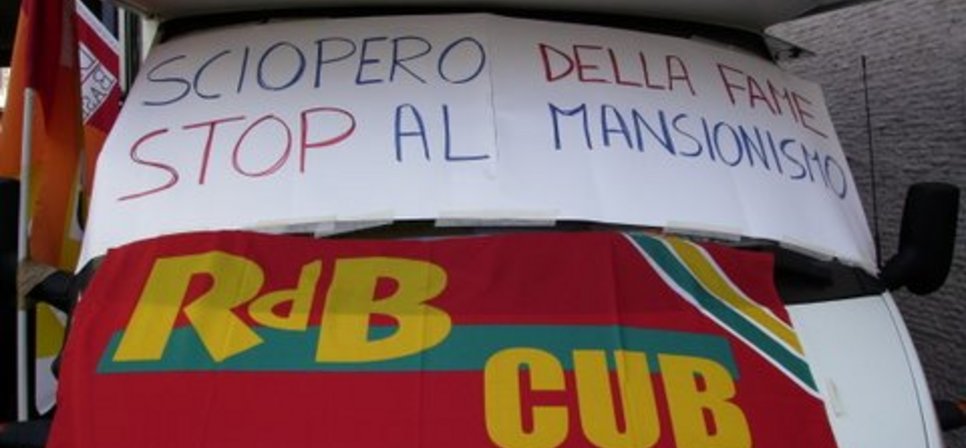 SCIOPERO DELLA FAME
STOP AL MANSIONISMO
RdB
CUB